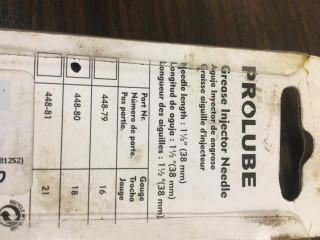 PROLUBE
Grease Injector Needle
Aguja Inyector de engrase
Graisse aiguille d'injecteur
Needle length : 1½" (38 mm)
Longitud de aguja : 1½ "(38 mm)
Longueur des aiguilles : 1½ "(38 mm)
Part Nr. Gauge
Número de parte. Trocha
Pas partie. Jauge
448-79 16
448-80 18
448-81 21
81252)